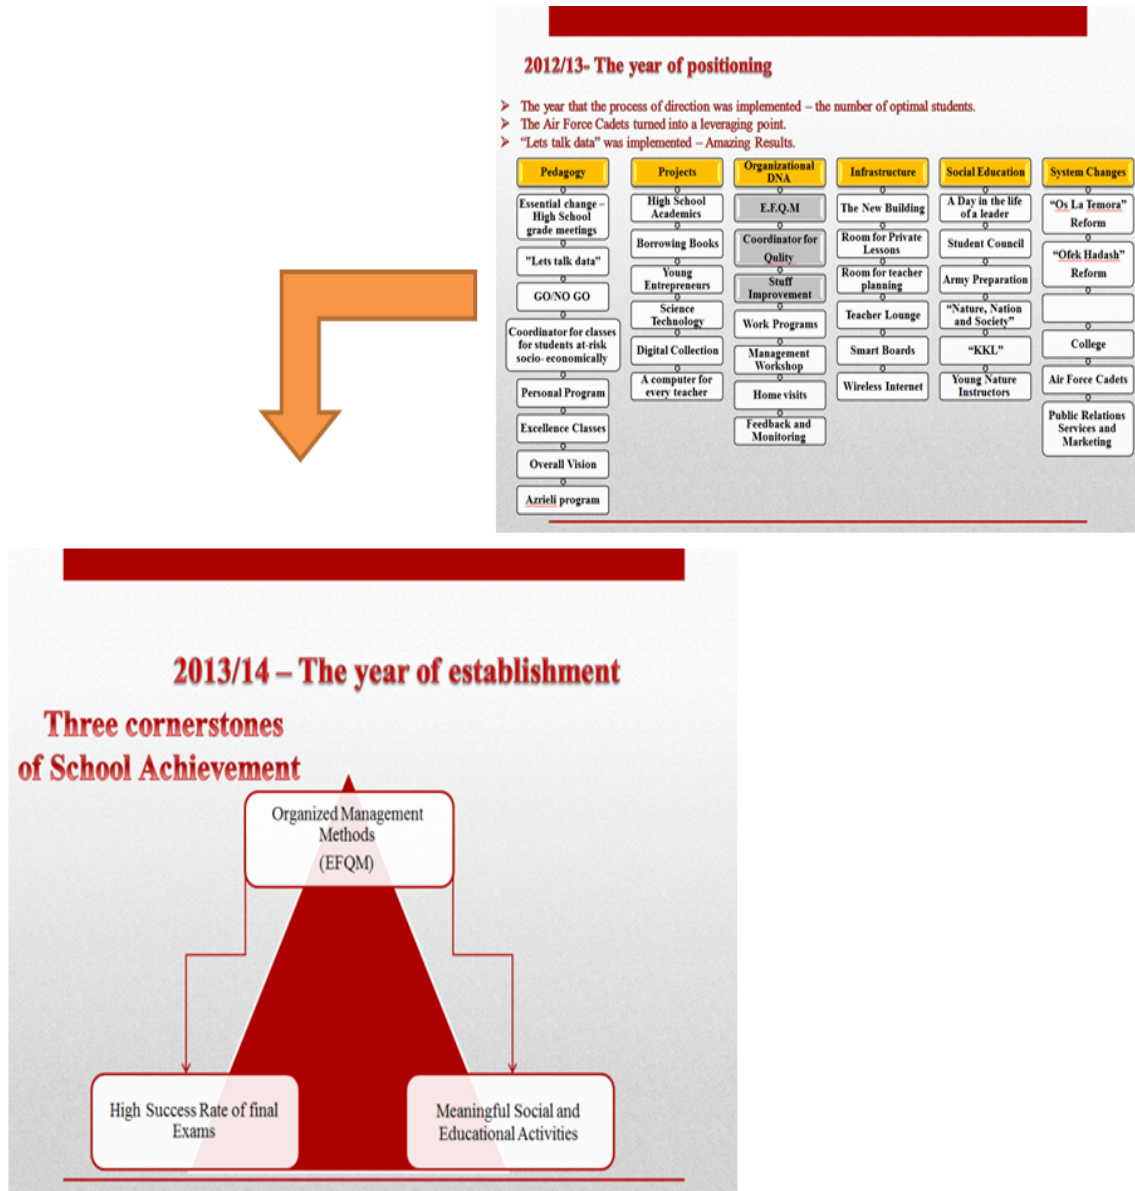 2012/13- The year of positioning
➢ The year that the process of direction was implemented – the number of optimal students.
➢ The Air Force Cadets turned into a leveraging point.
➢ “Lets talk data” was implemented – Amazing Results.
Pedagogy
Essential change –
High School
grade meetings
"Lets talk data"
GO/NO GO
Coordinator for classes
for students at-risk
socio- economically
Personal Program
Excellence Classes
Overall Vision
Azrieli program
Projects
High School
Academics
Borrowing Books
Young
Entrepreneurs
Science
Technology
Digital Collection
A computer for
every teacher
Organizational
DNA
E.F.Q.M
Coordinator for
Qulity
Stuff
Improvement
Work Programs
Management
Workshop
Home visits
Feedback and
Monitoring
Infrastructure
The New Building
Room for Private
Lessons
Room for teacher
planning
Teacher Lounge
Smart Boards
Wireless Internet
Social Education
A Day in the life
of a leader
Student Council
Army Preparation
“Nature, Nation
and Society”
“KKL”
Young Nature
Instructors
System Changes
“Os La Temora”
Reform
“Ofek Hadash”
Reform
College
Air Force Cadets
Public Relations
Services and
Marketing
2013/14 – The year of establishment
Three cornerstones
of School Achievement
Organized Management
Methods
(EFQM)
High Success Rate of final
Exams
Meaningful Social and
Educational Activities